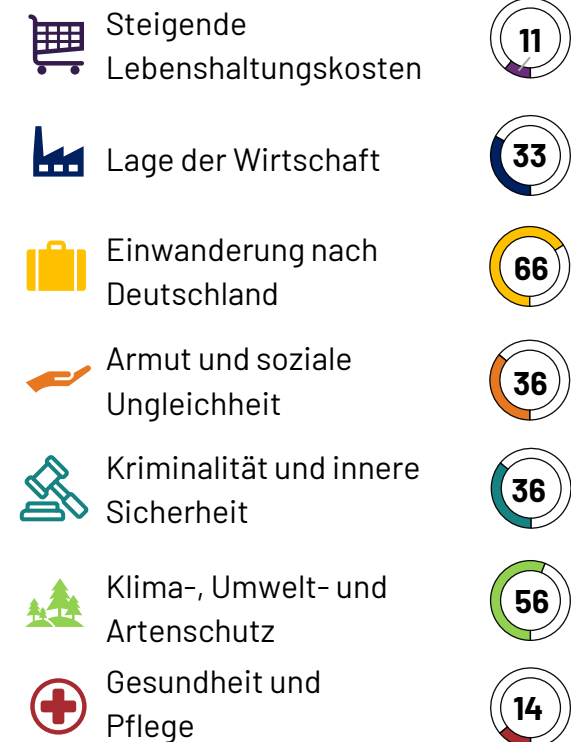 Steigende
Lebenshaltungskosten
11
Lage der Wirtschaft
33
Einwanderung nach
Deutschland
66
Armut und soziale
Ungleichheit
36
Kriminalität und innere
Sicherheit
36
Klima-, Umwelt- und
Artenschutz
56
Gesundheit und
Pflege
14